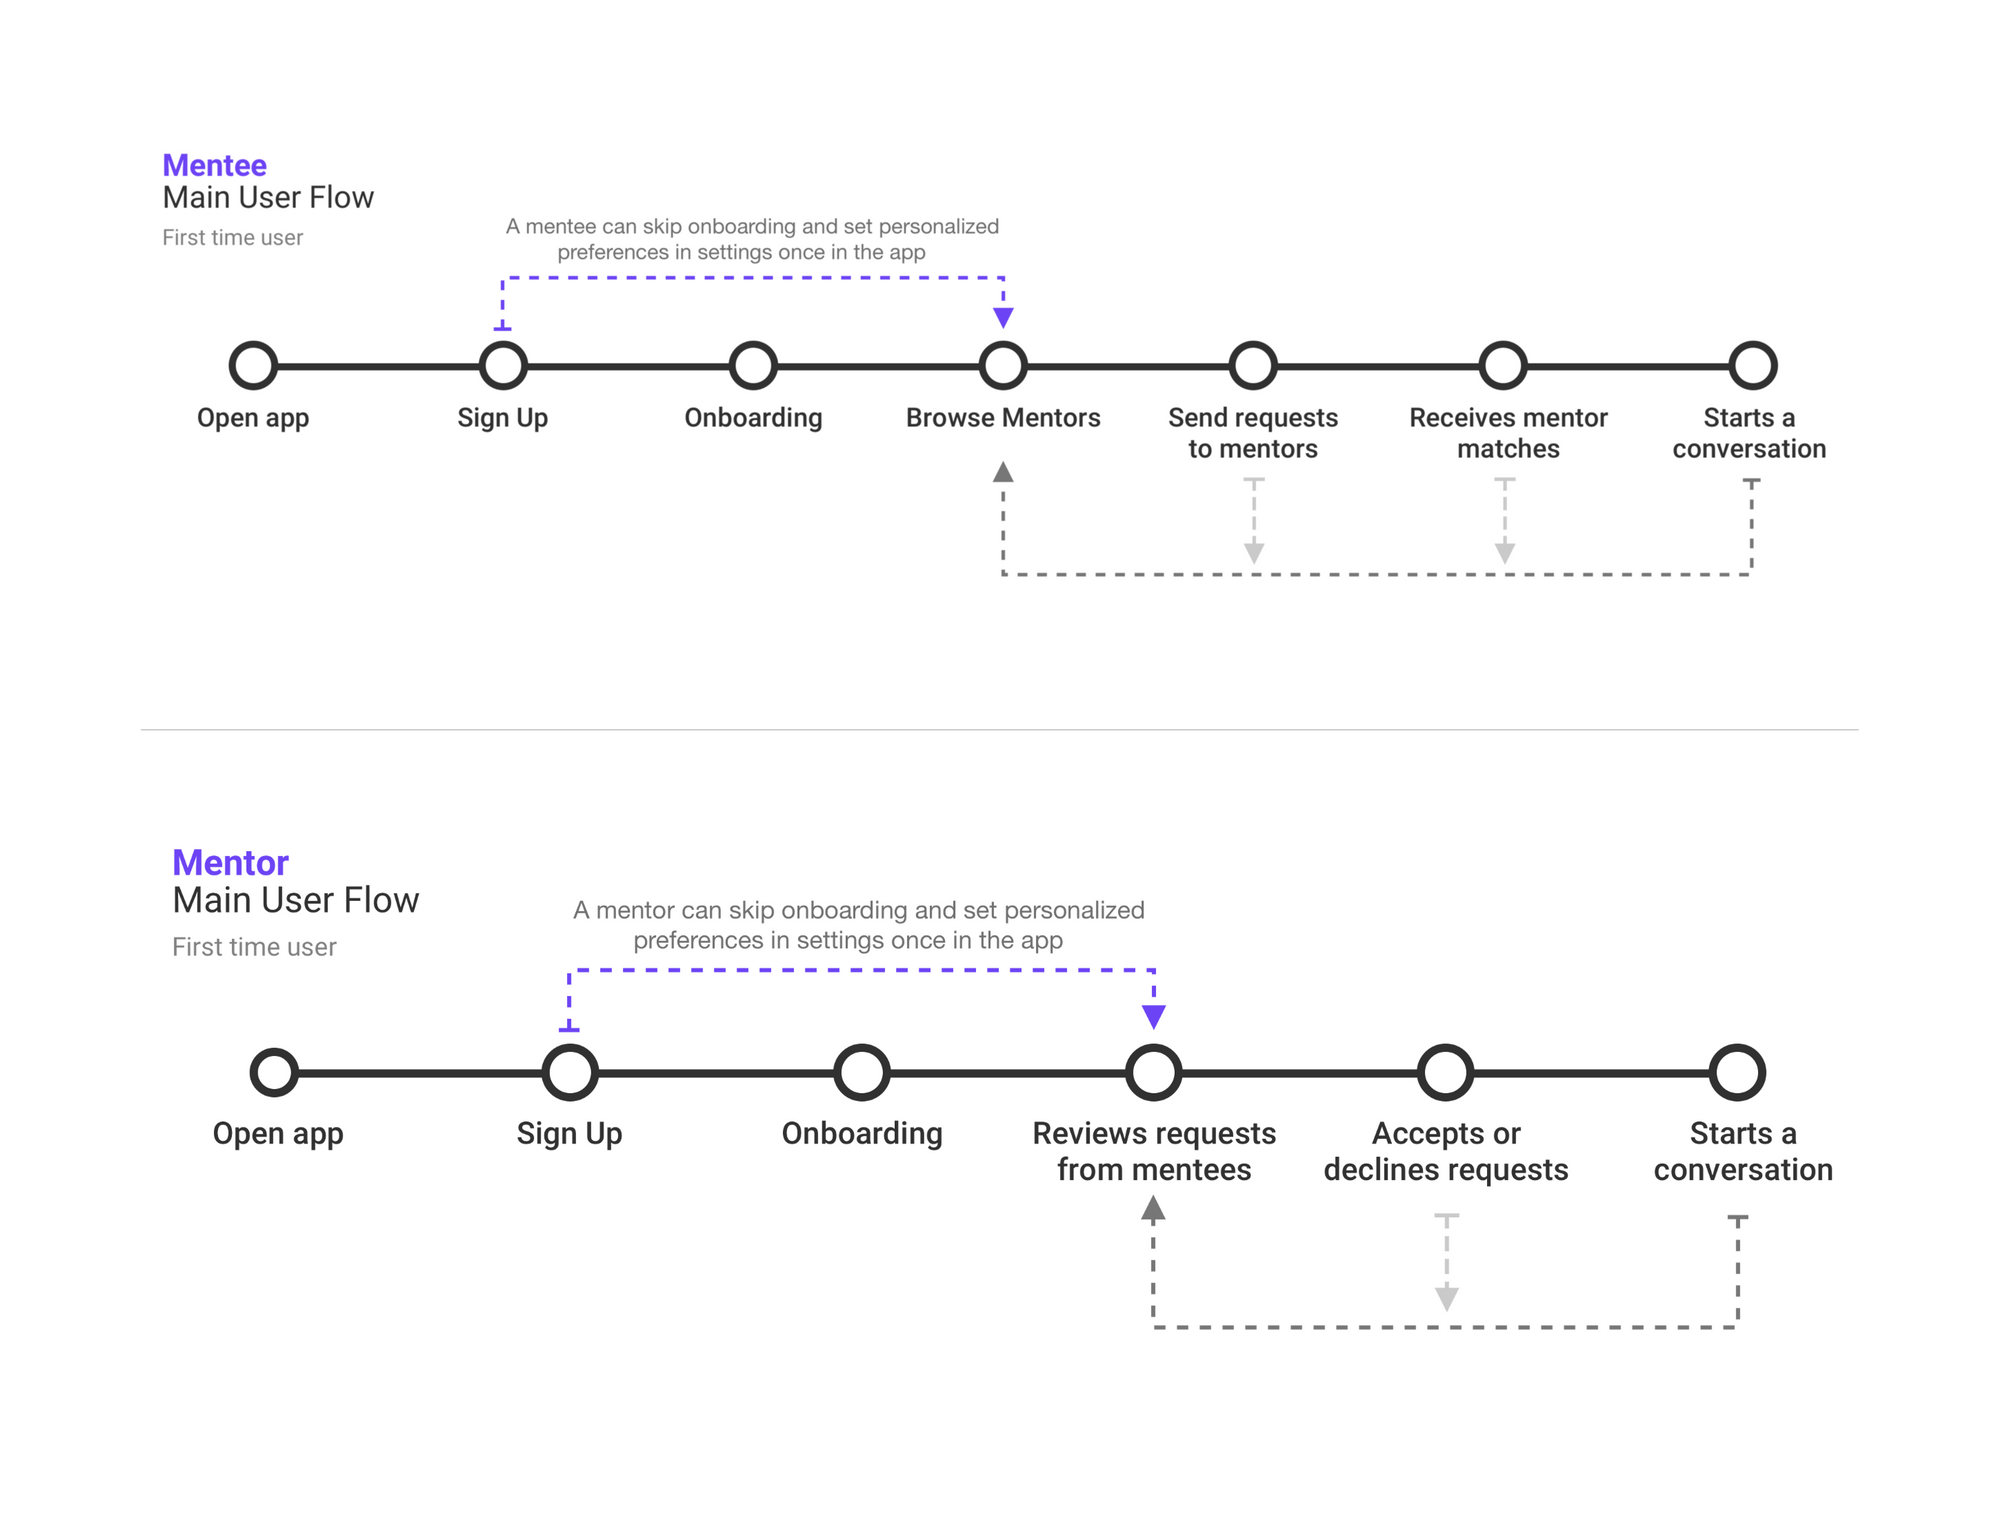 Mentee
Main User Flow
First time user
A mentee can skip onboarding and set personalized
preferences in settings once in the app
Open app
Sign Up
Onboarding
Browse Mentors
Send requests
to mentors
Receives mentor
matches
Starts a
conversation
Mentor
Main User Flow
First time user
A mentor can skip onboarding and set personalized
preferences in settings once in the app
Open app
Sign Up
Onboarding
Reviews requests
from mentees
Accepts or
declines requests
Starts a
conversation